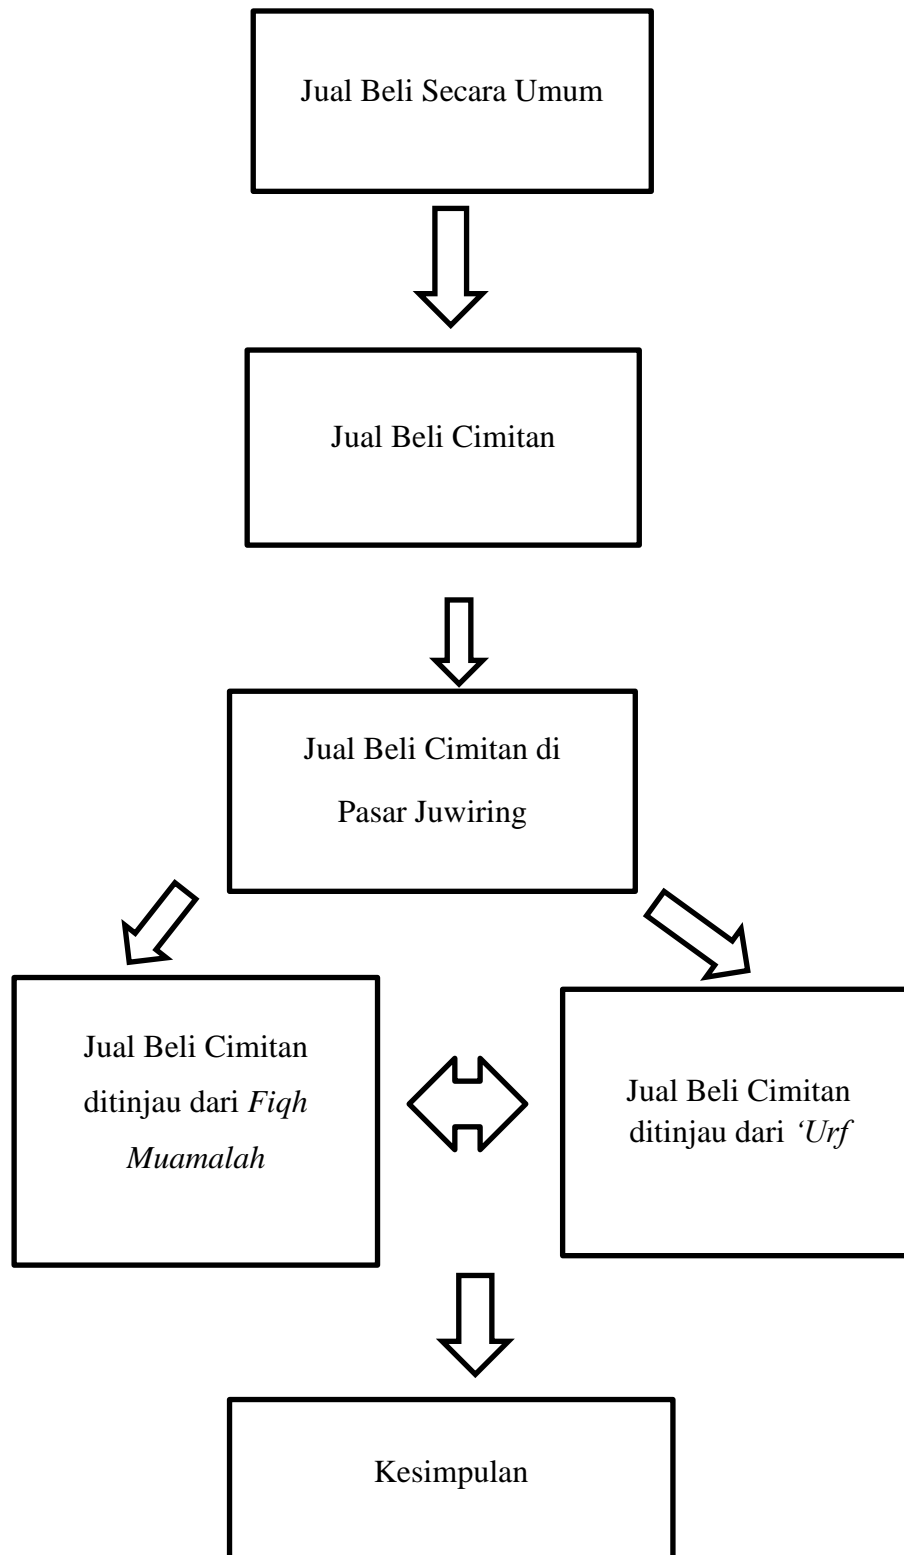 Jual Beli Secara Umum
Jual Beli Cimitan
Jual Beli Cimitan di
Pasar Juwiring
Jual Beli Cimitan
ditinjau dari Fiqh
Muamalah
Jual Beli Cimitan
ditinjau dari ‘Urf
Kesimpulan